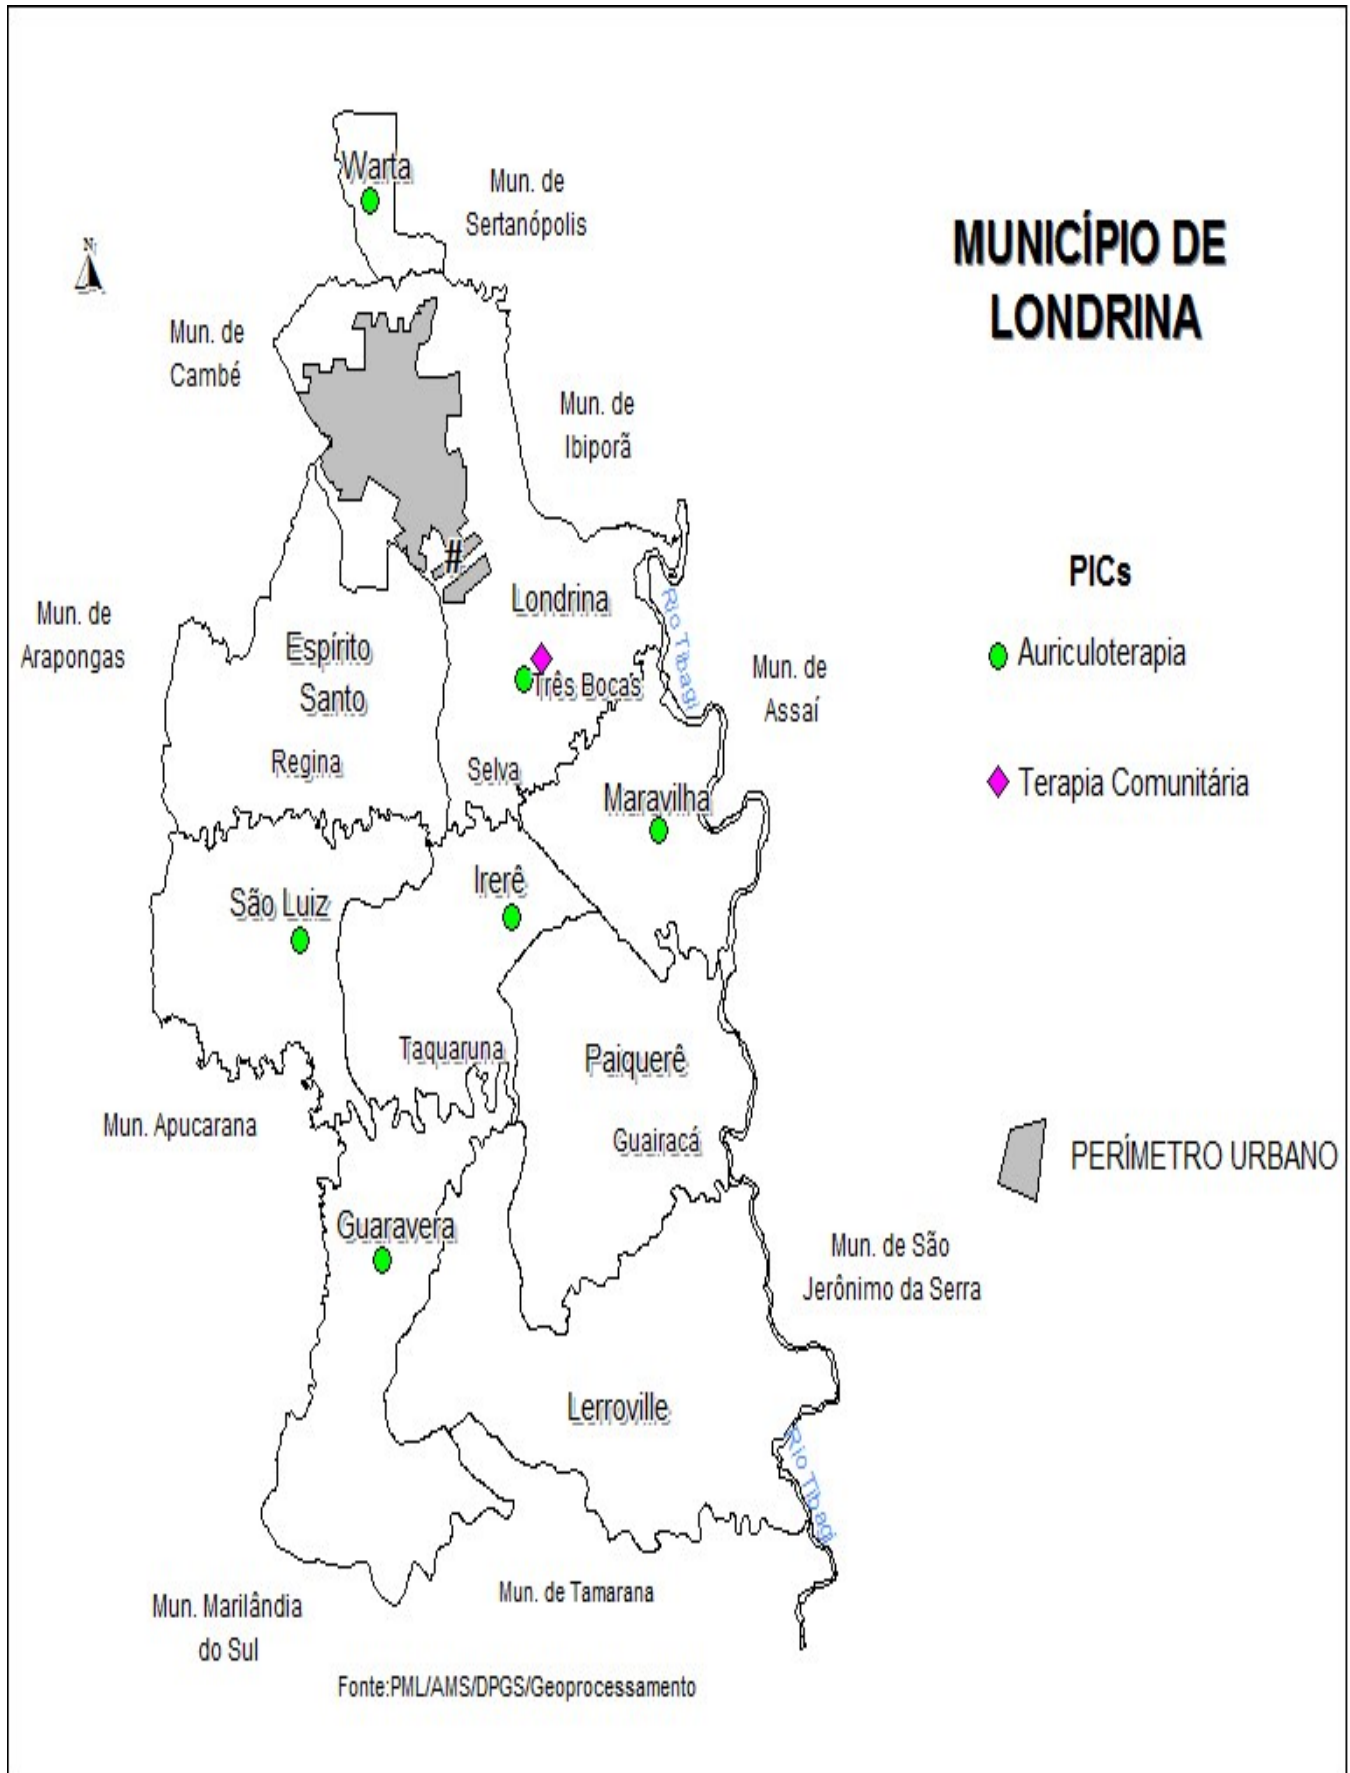 Warta
Mun. de
Sertanópolis
MUNICÍPIO DE
LONDRINA
N
Mun. de
Cambé
Mun. de
Ibiporã
#
Londrina
PICs
Rio Tibagi
Mun. de
Arapongas
Espírito
Santo
Auriculoterapia
Mun. de
Assaí
Três Bocas
Regina
Selva
Terapia Comunitária
Maravilha
Irerê
São Luiz
Taquaruna
Paiquerê
Mun. Apucarana
Guairacá
PERÍMETRO URBANO
Guaravera
Mun. de São
Jerônimo da Serra
Lerroville
Rio Tibagi
Mun. de Tamarana
Mun. Marilândia
do Sul
Fonte:PML/AMS/DPGS/Geoprocessamento